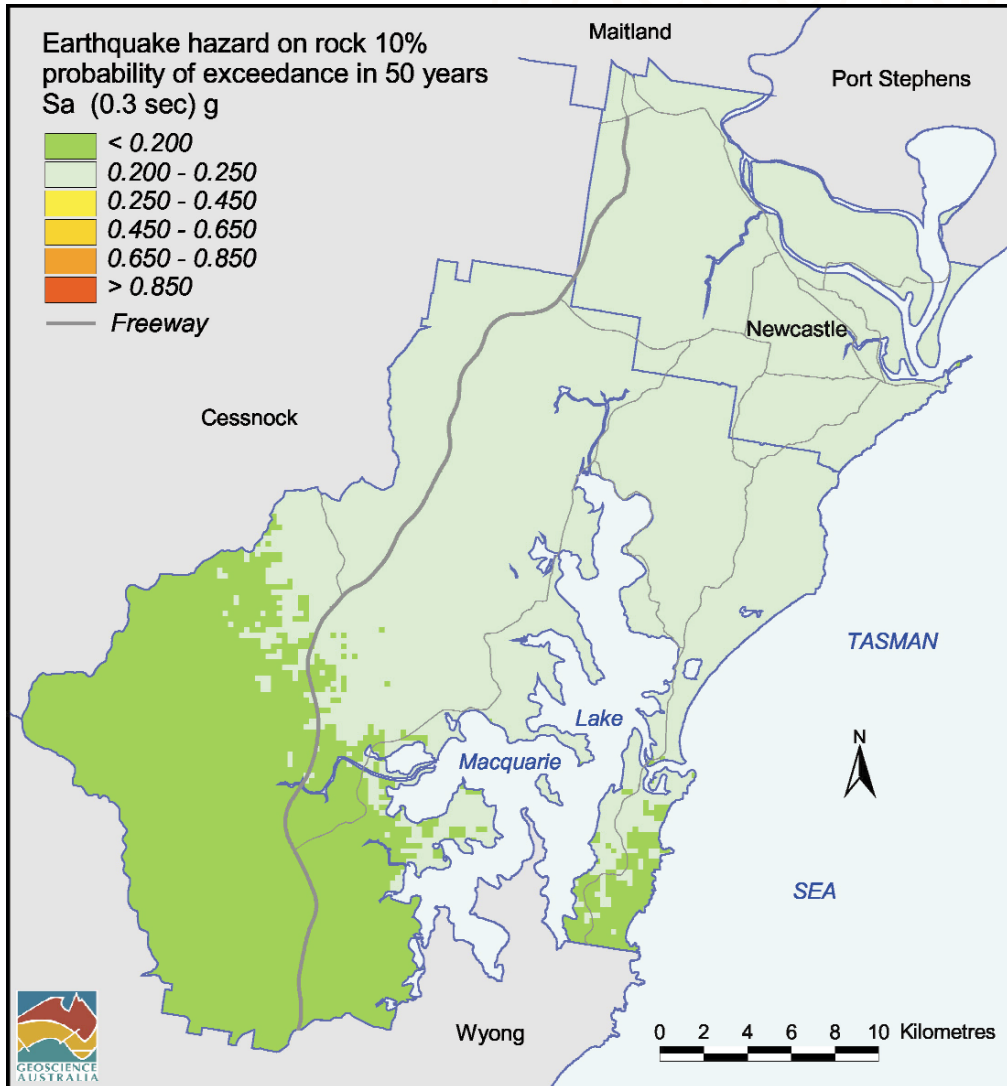 Earthquake hazard on rock 10%
probability of exceedance in 50 years
Sa (0.3 sec) g
< 0.200
0.200 - 0.250
0.250 - 0.450
0.450 - 0.650
0.650 - 0.850
> 0.850
Freeway
Maitland
Port Stephens
Newcastle
Cessnock
TASMAN
Lake
Macquarie
N
SEA
Wyong
0 2 4 6 8 10 Kilometres
GEOSCIENCE
AUSTRALIA